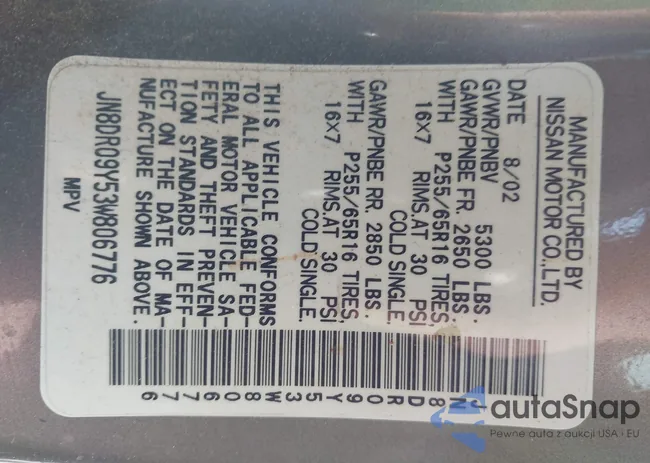 MANUFACTURED BY
NISSAN MOTOR CO., LTD.
DATE 8/02
GVWR/PNBV 5300 LBS.
GAWR/PNBE FR. 2650 LBS.
WITH P255/65R16 TIRES,
16X7 RIMS. AT 30 PSI
COLD SINGLE.
GAWR/PNBE RR. 2850 LBS.
WITH P255/65R16 TIRES,
16X7 RIMS. AT 30 PSI
COLD SINGLE.
THIS VEHICLE CONFORMS
TO ALL APPLICABLE FED-
ERAL MOTOR VEHICLE SA-
FETY AND THEFT PREVEN-
TION STANDARDS IN EFF-
ECT ON THE DATE OF MA-
NUFACTURE SHOWN ABOVE.
JN8DR09Y53W806776
MPV
JN8DR09Y53W806776
autaSnap
Pewne auta z aukcji USA i EU